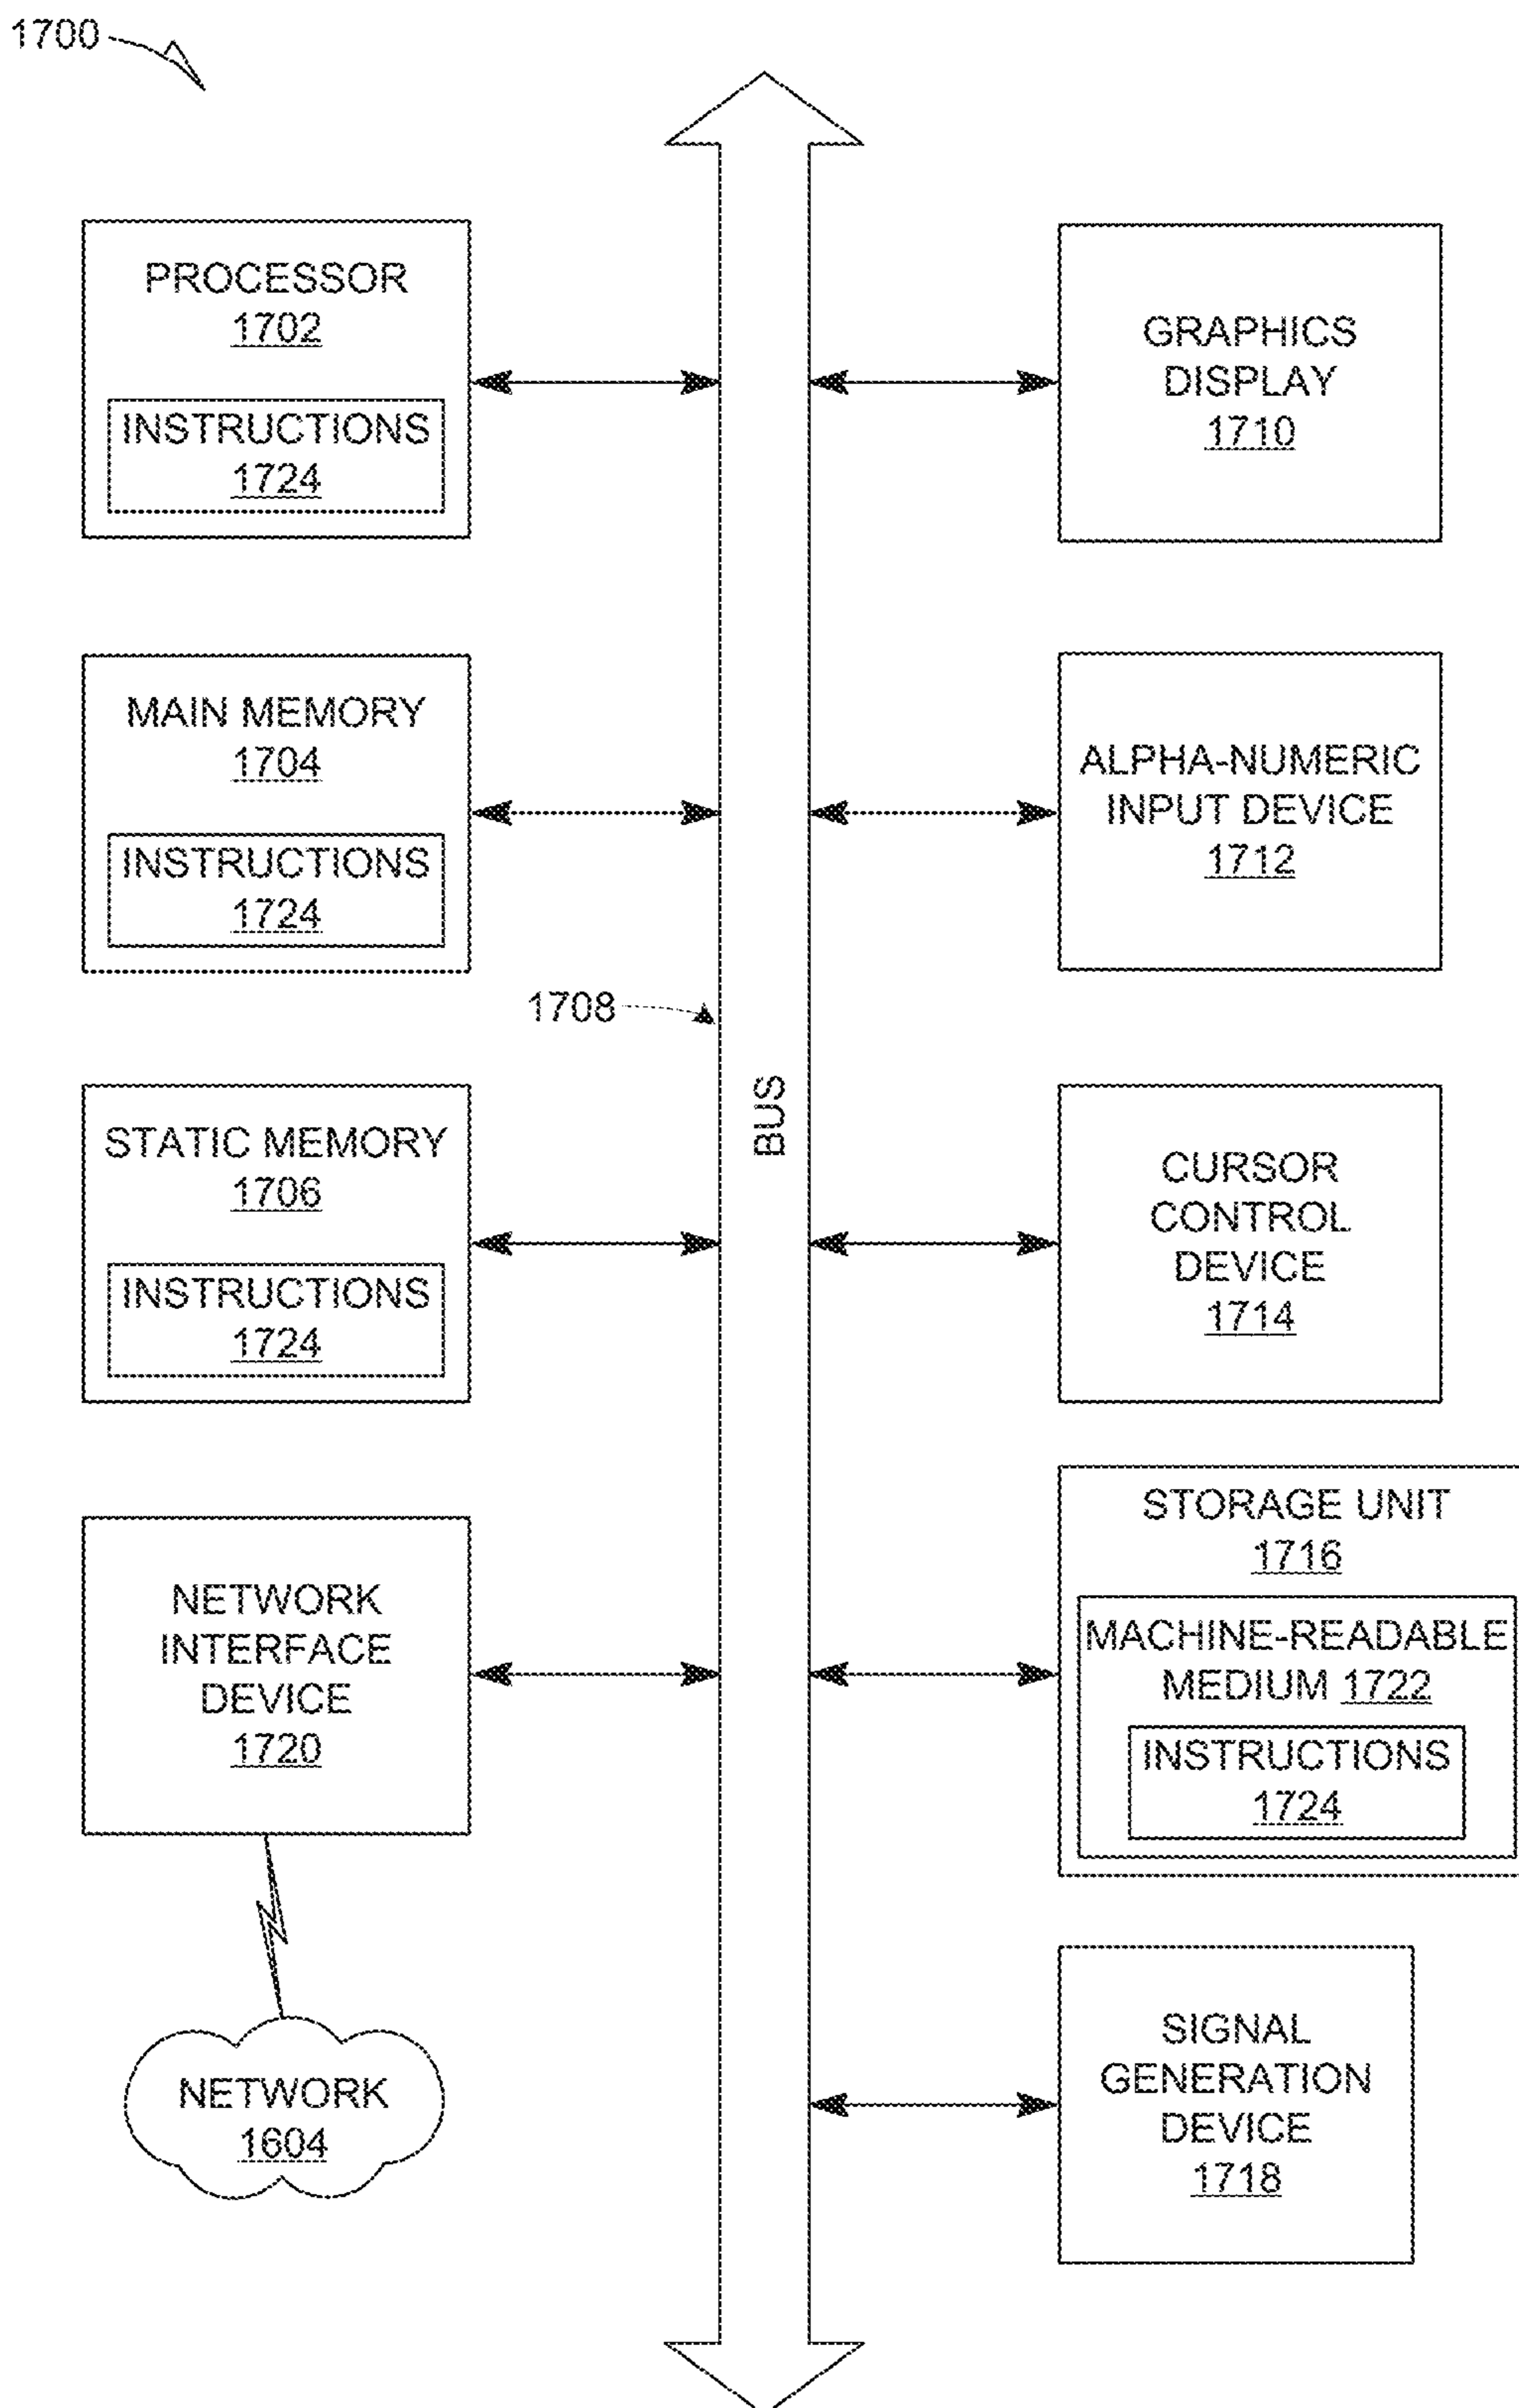 1700
PROCESSOR
1702
INSTRUCTIONS
1724
MAIN MEMORY
1704
INSTRUCTIONS
1724
1708
STATIC MEMORY
1706
INSTRUCTIONS
1724
NETWORK
INTERFACE
DEVICE
1720
NETWORK
1604
BUS
GRAPHICS
DISPLAY
1710
ALPHA-NUMERIC
INPUT DEVICE
1712
CURSOR
CONTROL
DEVICE
1714
STORAGE UNIT
1716
MACHINE-READABLE
MEDIUM 1722
INSTRUCTIONS
1724
SIGNAL
GENERATION
DEVICE
1718